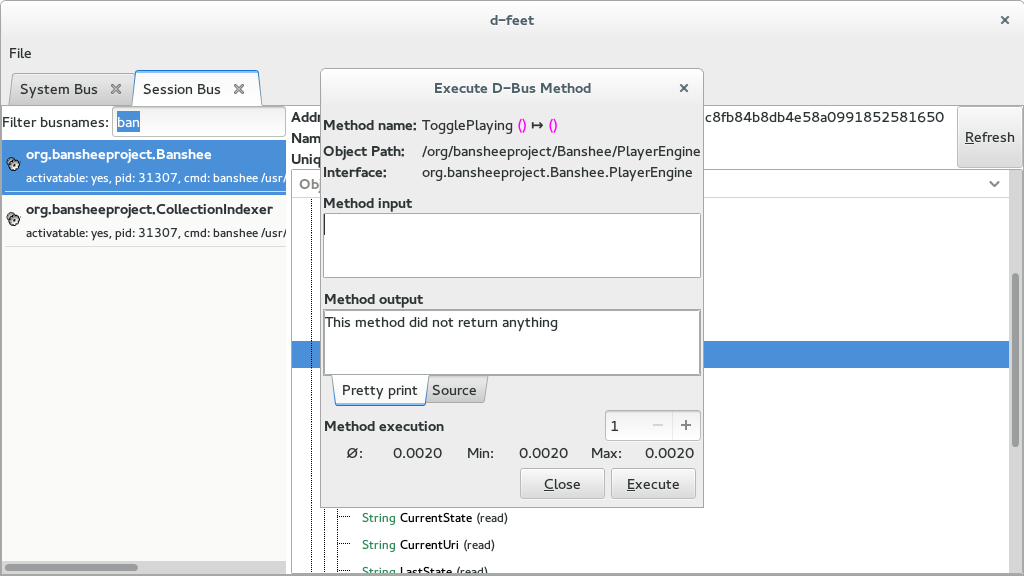 d-feet
File
System Bus
Session Bus
Filter busnames: ban
org.bansheeproject.Banshee
activatable: yes, pid: 31307, cmd: banshee /usr/
org.bansheeproject.CollectionIndexer
activatable: yes, pid: 31307, cmd: banshee /usr/
Addr
c8fb84b8db4e58a0991852581650
Nam
Uniq
Refresh
Obj
Execute D-Bus Method
Method name: TogglePlaying () ↦ ()
Object Path: /org/bansheeproject/Banshee/PlayerEngine
Interface: org.bansheeproject.Banshee.PlayerEngine
Method input
Method output
This method did not return anything
Pretty print
Source
Method execution
1
Ø: 0.0020 Min: 0.0020 Max: 0.0020
Close
Execute
String CurrentState (read)
String CurrentUri (read)
String LastState (read)